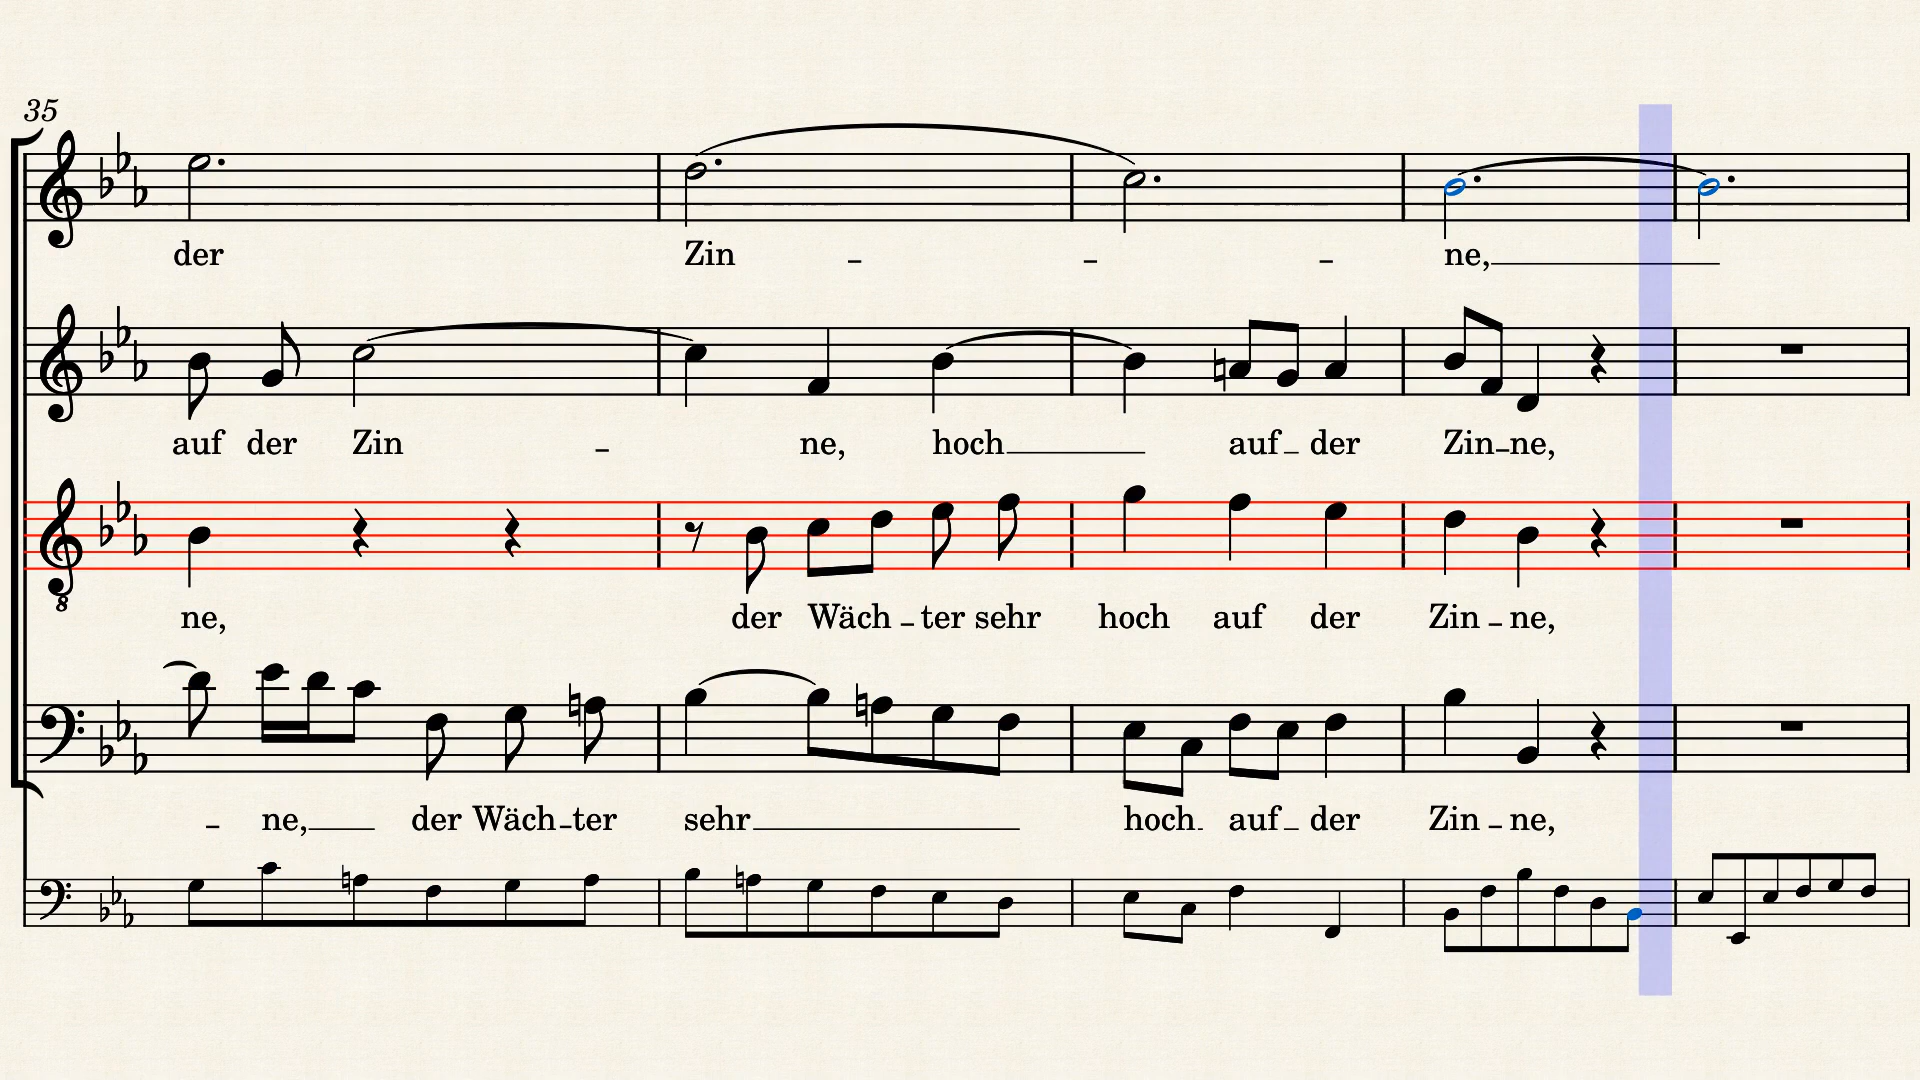 35
der Zin - - - ne,
auf der Zin - ne, hoch auf der Zin-ne,
8
ne, der Wäch-ter sehr hoch auf der Zin-ne,
- ne, der Wäch-ter sehr hoch auf der Zin-ne,